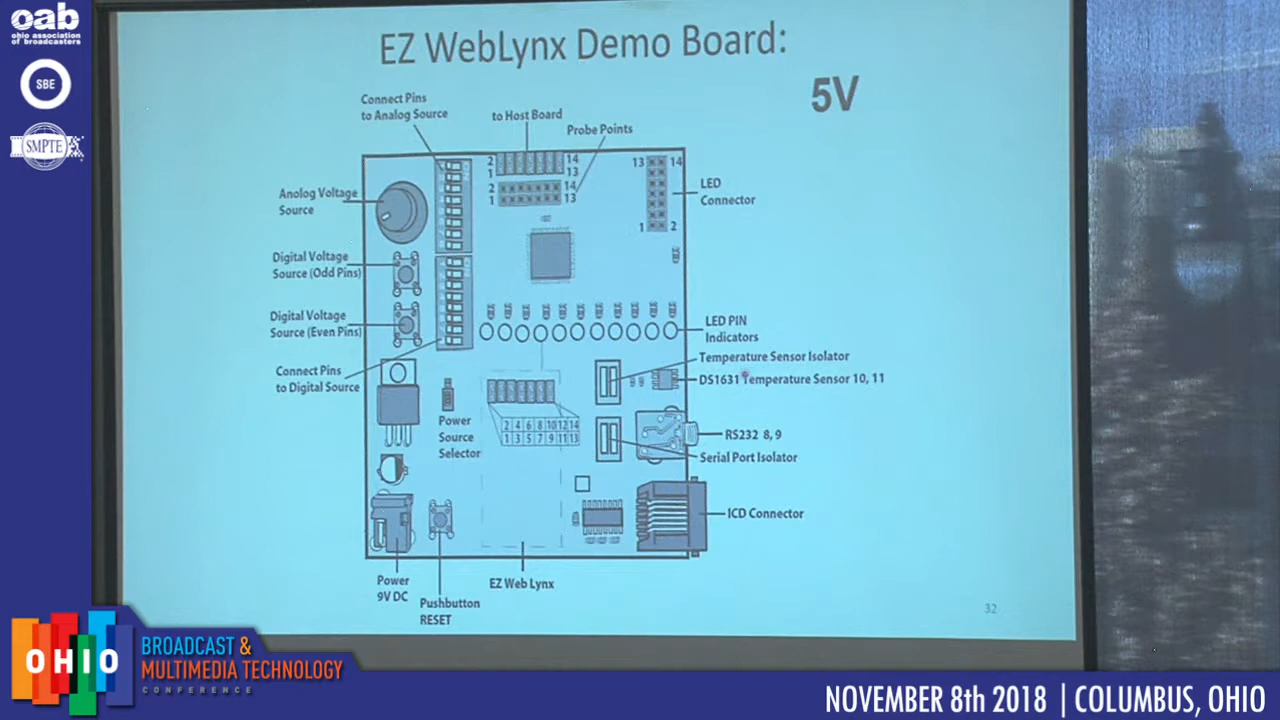 oab
ohio association
of broadcasters
SBE
SMPTE
EZ WebLynx Demo Board:
5V
Connect Pins
to Analog Source
to Host Board
Probe Points
2 14
1 13
2 14
1 13
13 14
1 2
LED
Connector
Anolog Voltage
Source
Digital Voltage
Source (Odd Pins)
Digital Voltage
Source (Even Pins)
Connect Pins
to Digital Source
LED PIN
Indicators
Temperature Sensor Isolator
DS1631 Temperature Sensor 10, 11
Power
Source
Selector
2 4 6 8 10 12 14
1 3 5 7 9 11 13
RS232 8, 9
Serial Port Isolator
ICD Connector
Power
9V DC
Pushbutton
RESET
EZ Web Lynx
32
OHIO
BROADCAST &
MULTIMEDIA TECHNOLOGY
CONFERENCE
NOVEMBER 8th 2018 | COLUMBUS, OHIO